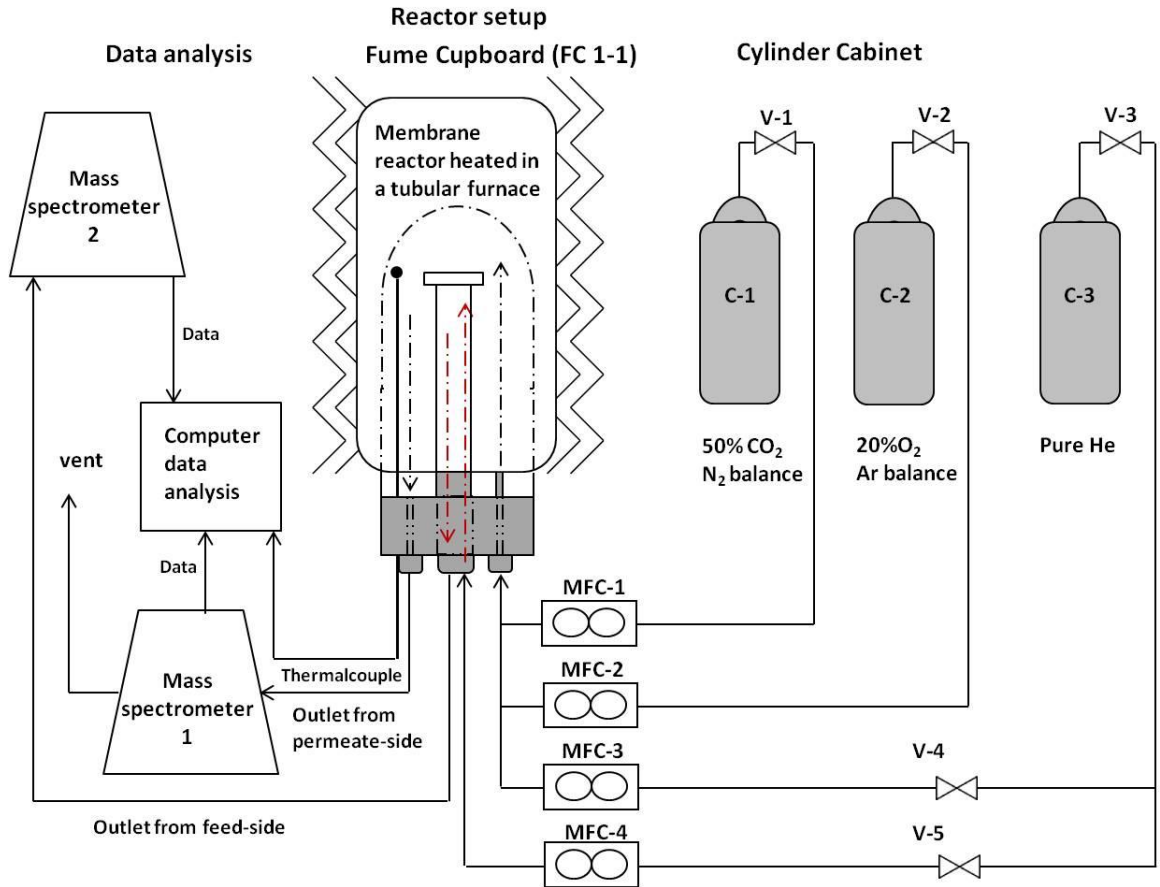 Reactor setup
Data analysis
Fume Cupboard (FC 1-1)
Cylinder Cabinet
Membrane
reactor heated in
a tubular furnace
V-1
V-2
V-3
Mass
spectrometer
2
C-1
C-2
C-3
Data
Computer
data
analysis
vent
50% CO₂
N₂ balance
20%O₂
Ar balance
Pure He
Data
MFC-1
MFC-2
Thermalcouple
Mass
spectrometer
1
Outlet from
permeate-side
MFC-3
V-4
Outlet from feed-side
MFC-4
V-5